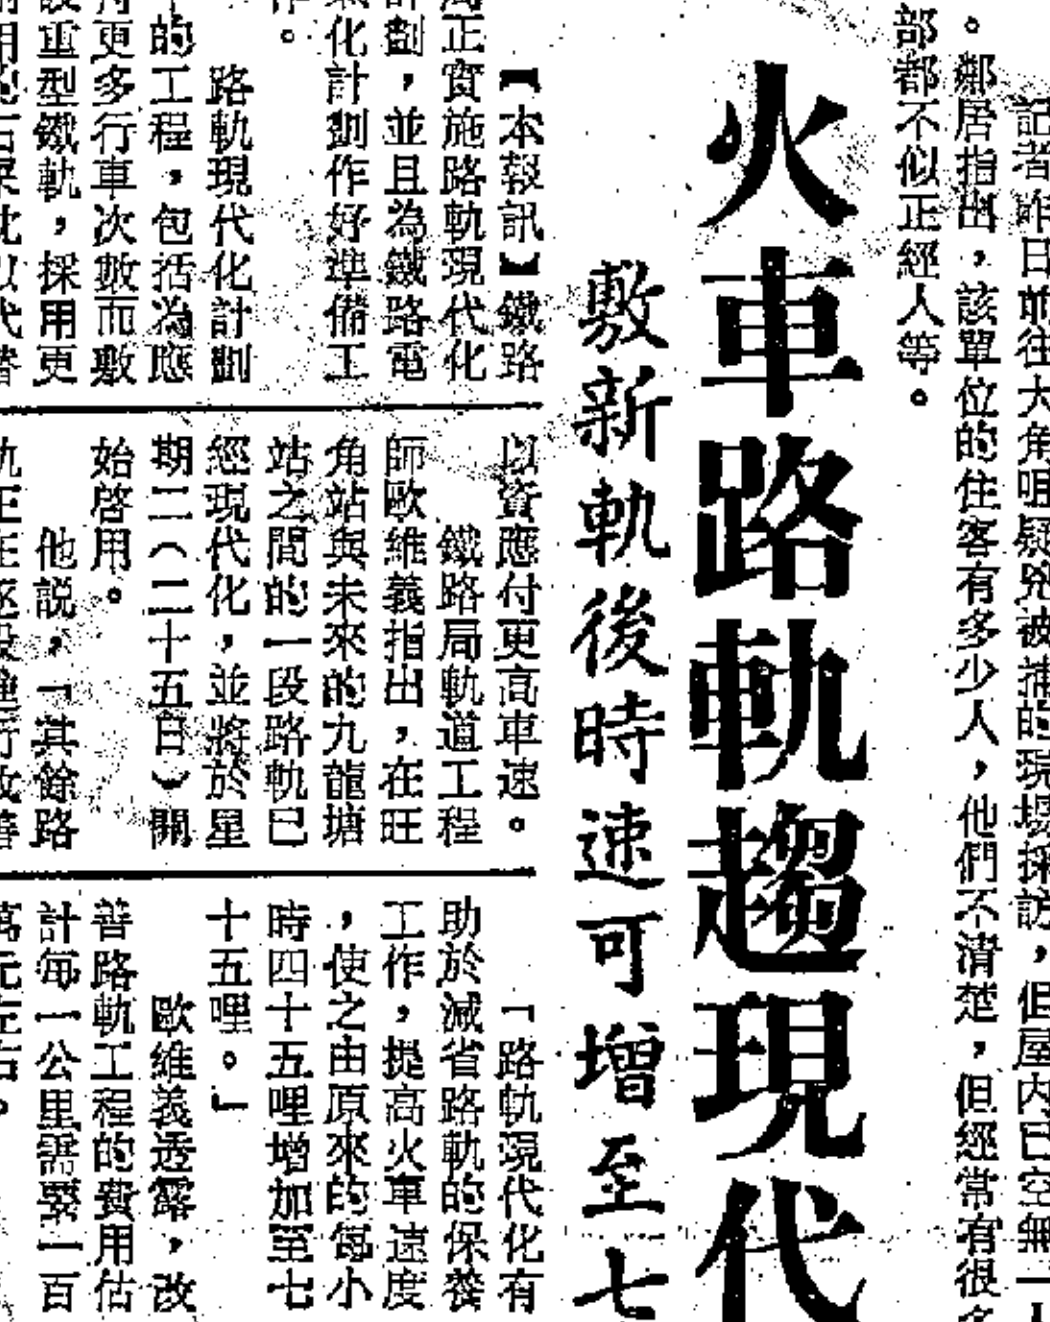 記者昨日前往大角咀疑兇被捕的現場採訪，但屋內已空無一人
。鄰居指出，該單位的住客有多少人，他們不清楚，但經常有很多
部都不似正經人等。
火車路軌趨現代
敷新軌後時速可增至七
【本報訊】鐵路
局正實施路軌現代化
計劃，並且為鐵路電
氣化計劃作好準備工
作。
路軌現代化計劃
的工程，包括為應
付更多行車次數而敷
設重型鐵軌，採用更
以資應付更高車速。
鐵路局軌道工程
師歐維義指出，在旺
角站與未來的九龍塘
站之間的一段路軌已
經現代化，並將於星
期二（二十五日）開
始啓用。
他説，「其餘路
軌正在逐段進行改善
「路軌現代化有
助於減省路軌的保養
工作，提高火車速度
，使之由原來的每小
時四十五哩增加至七
十五哩。」
歐維義透露，改
善路軌工程的費用估
計每一公里需要一百
萬元左右。